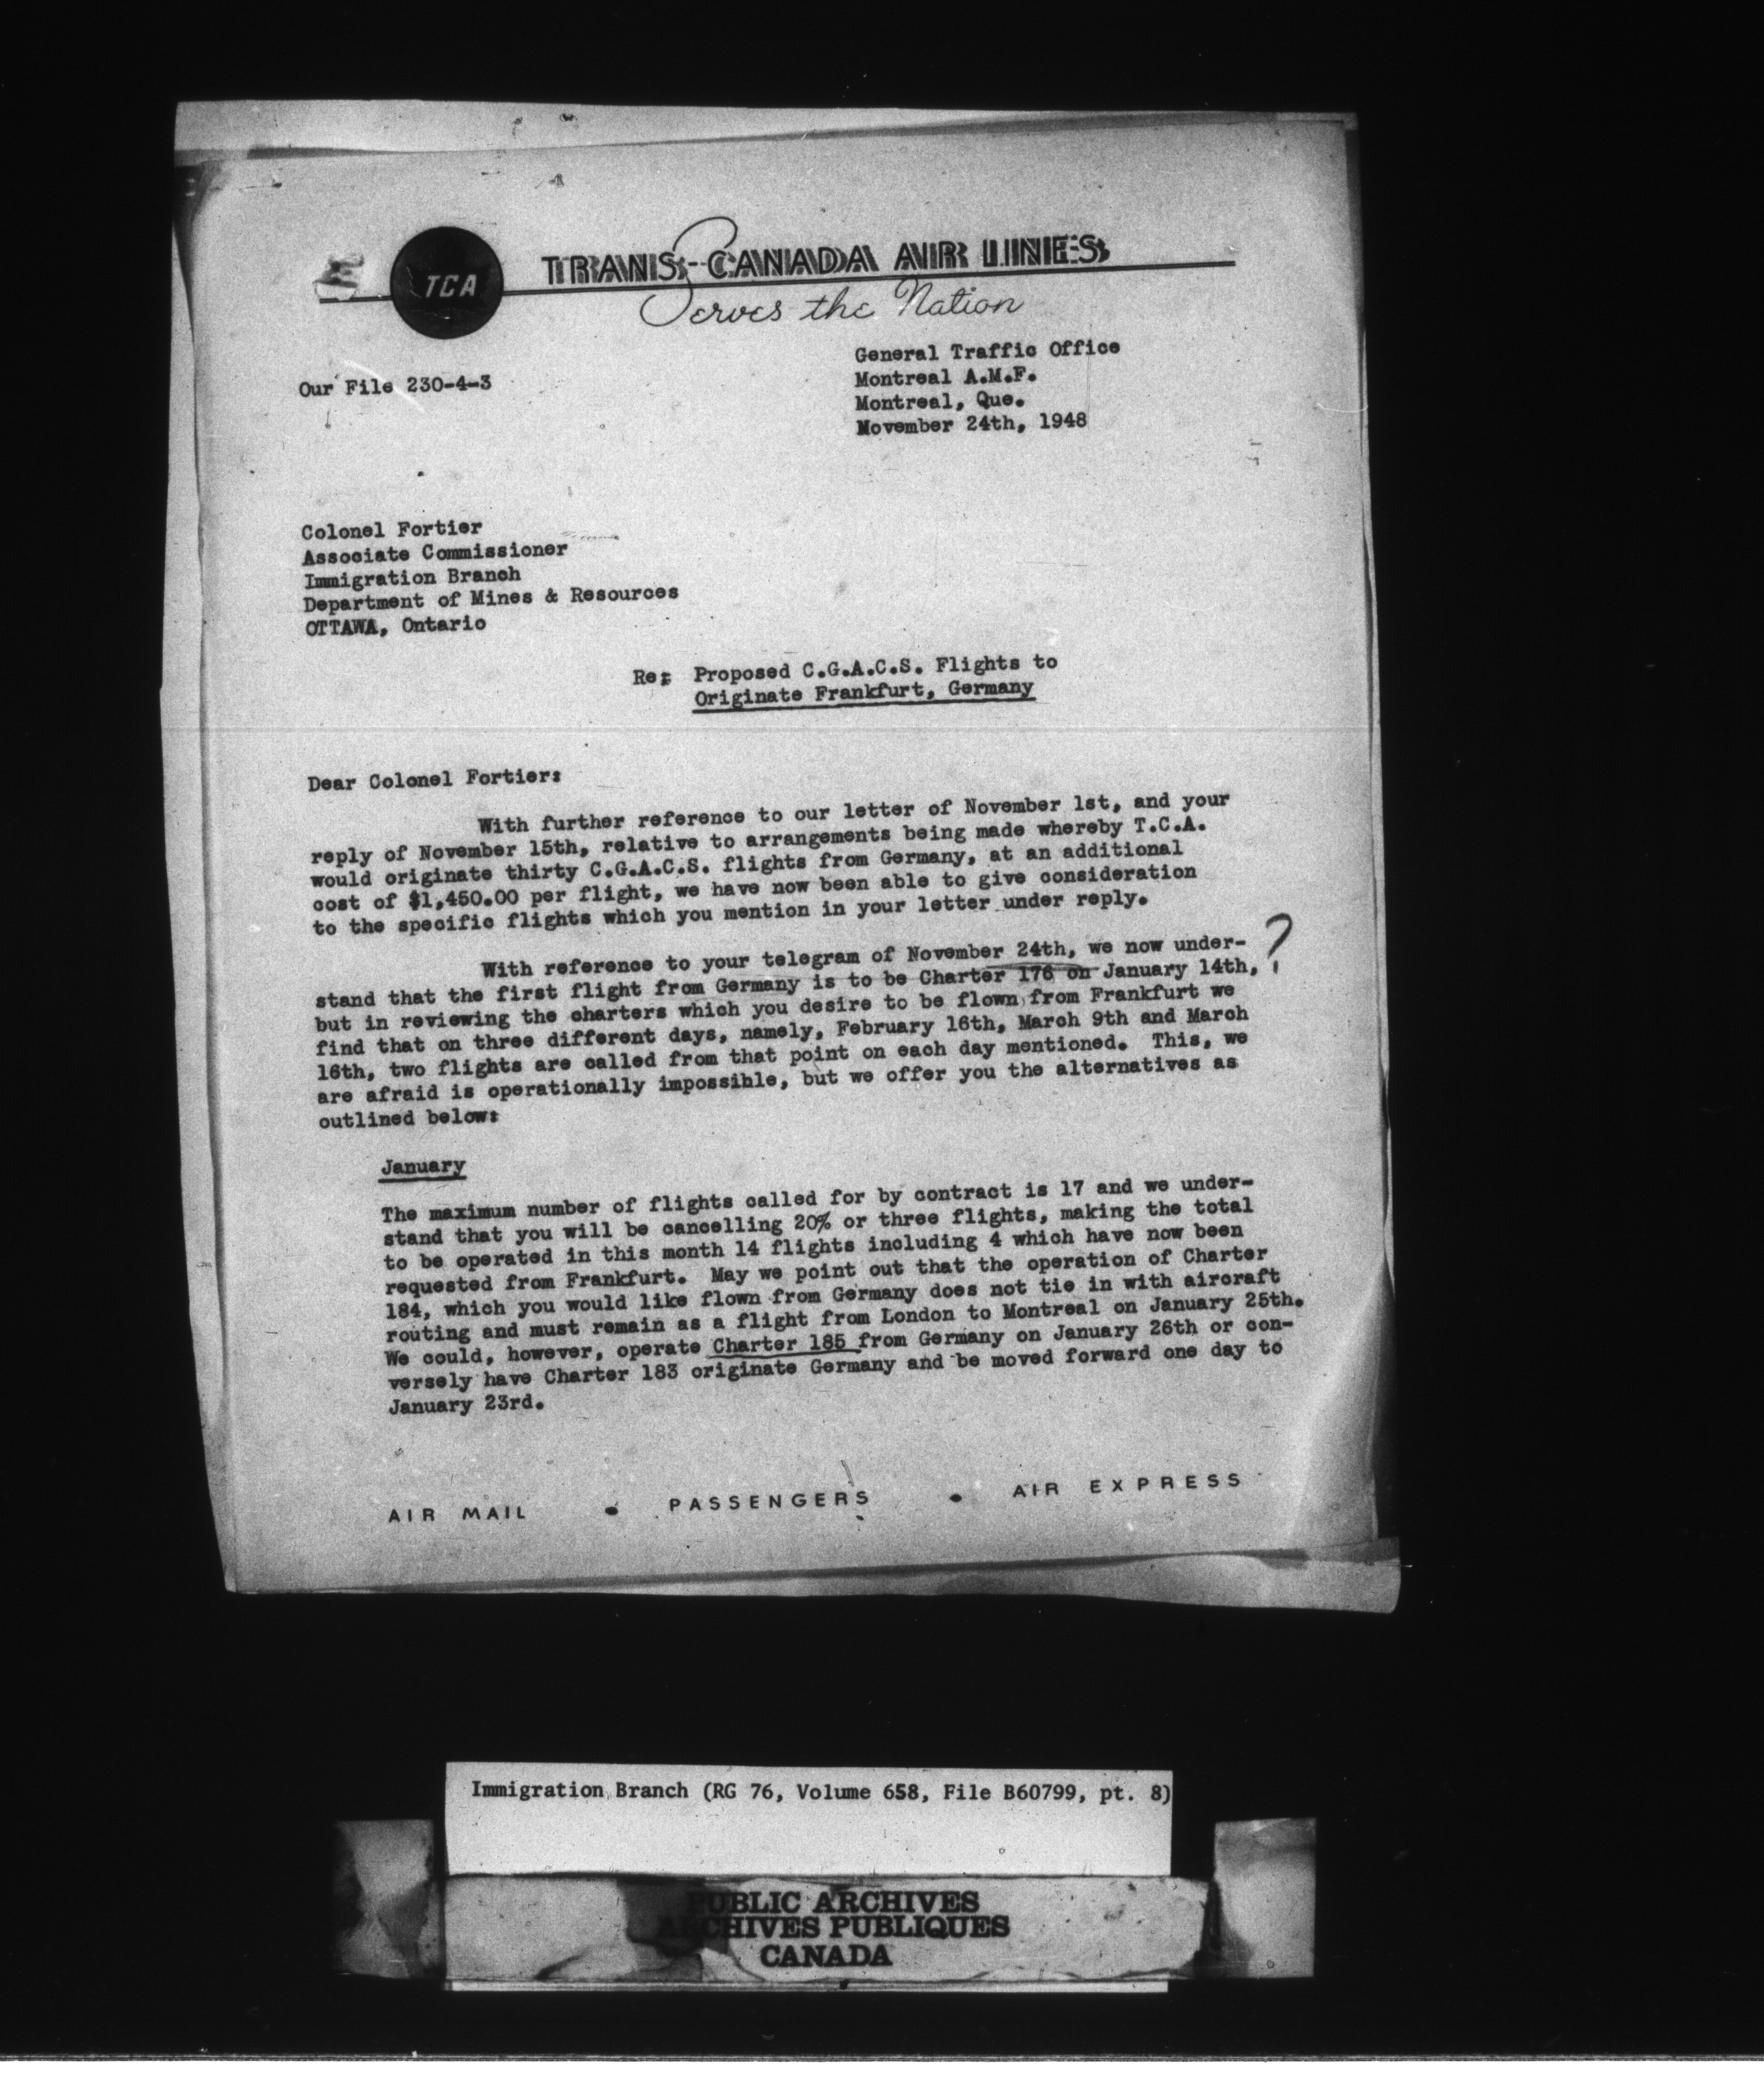 TCA
TRANS-CANADA AIR LINES
Serves the Nation
General Traffic Office
Our File 230-4-3
Montreal A.M.F.
Montreal, Que.
November 24th, 1948
Colonel Fortier
Associate Commissioner
Immigration Branch
Department of Mines & Resources
OTTAWA, Ontario
Re: Proposed C.G.A.C.S. Flights to
Originate Frankfurt, Germany
Dear Colonel Fortier:
With further reference to our letter of November 1st, and your
reply of November 15th, relative to arrangements being made whereby T.C.A.
would originate thirty C.G.A.C.S. flights from Germany, at an additional
cost of $1,450.00 per flight, we have now been able to give consideration
to the specific flights which you mention in your letter under reply.
With reference to your telegram of November 24th, we now under-
stand that the first flight from Germany is to be Charter 176 on January 14th, ?
but in reviewing the charters which you desire to be flown from Frankfurt we
find that on three different days, namely, February 16th, March 9th and March
16th, two flights are called from that point on each day mentioned. This, we
are afraid is operationally impossible, but we offer you the alternatives as
outlined below:
January
The maximum number of flights called for by contract is 17 and we under-
stand that you will be cancelling 20% or three flights, making the total
to be operated in this month 14 flights including 4 which have now been
requested from Frankfurt. May we point out that the operation of Charter
184, which you would like flown from Germany does not tie in with aircraft
routing and must remain as a flight from London to Montreal on January 25th.
We could, however, operate Charter 185 from Germany on January 26th or con-
versely have Charter 183 originate Germany and be moved forward one day to
January 23rd.
AIR MAIL • PASSENGERS • AIR EXPRESS
Immigration Branch (RG 76, Volume 658, File B60799, pt. 8)
PUBLIC ARCHIVES
ARCHIVES PUBLIQUES
CANADA